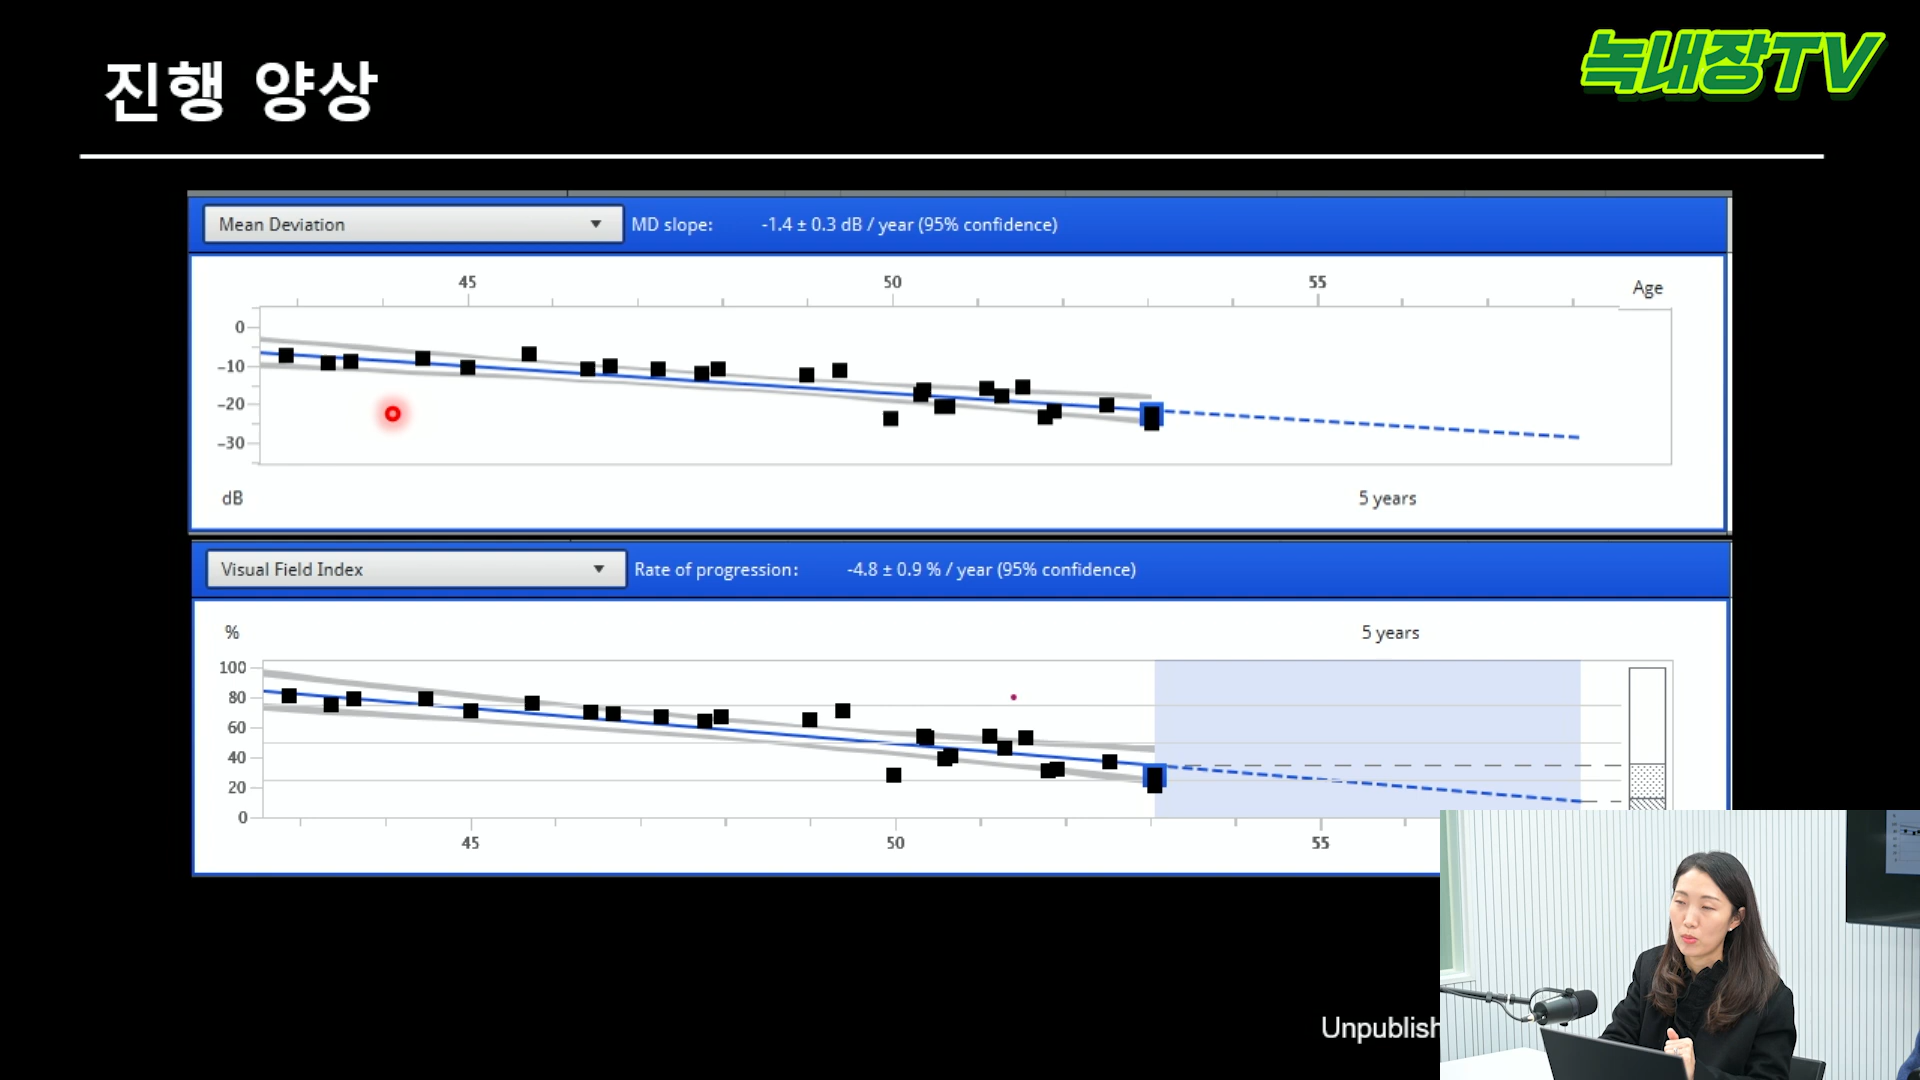 진행 양상
녹내장TV
Mean Deviation
MD slope: -1.4 ± 0.3 dB / year (95% confidence)
45 50 55 Age
0
-10
-20
-30
dB 5 years
Visual Field Index
Rate of progression: -4.8 ± 0.9 % / year (95% confidence)
% 5 years
100
80
60
40
20
0
45 50 55